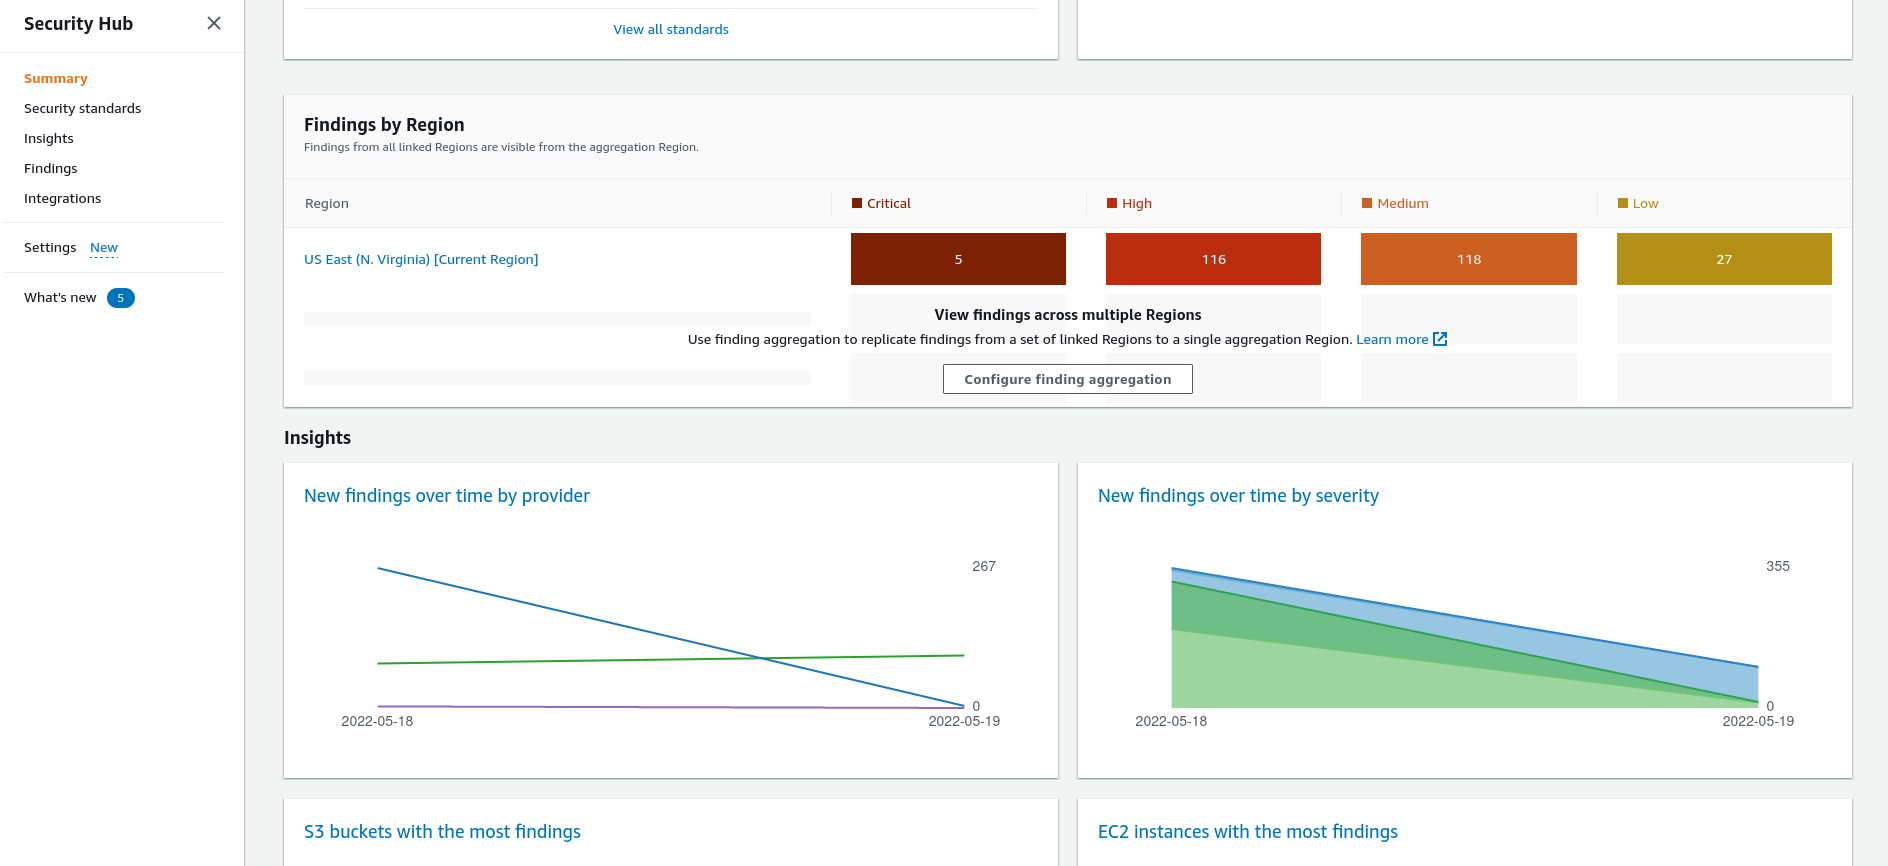 Security Hub
Summary
Security standards
Insights
Findings
Integrations
Settings New
What's new 5
View all standards
Findings by Region
Findings from all linked Regions are visible from the aggregation Region.
Region Critical High Medium Low
US East (N. Virginia) [Current Region] 5 116 118 27
View findings across multiple Regions
Use finding aggregation to replicate findings from a set of linked Regions to a single aggregation Region. Learn more
Configure finding aggregation
Insights
New findings over time by provider
267
0
2022-05-18 2022-05-19
New findings over time by severity
355
0
2022-05-18 2022-05-19
S3 buckets with the most findings
EC2 instances with the most findings